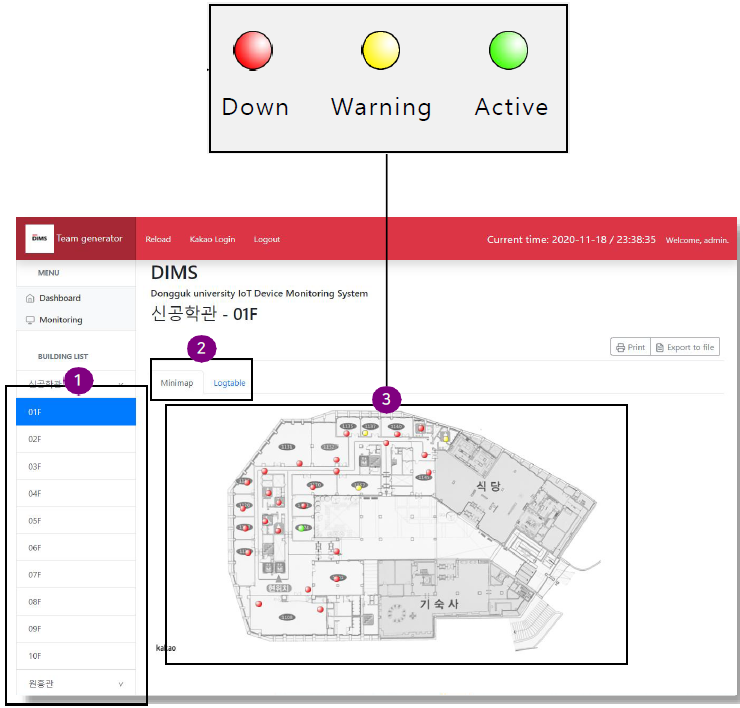 Down Warning Active
DIMS Team generator Reload Kakao Login Logout Current time: 2020-11-18 / 23:38:35 Welcome, admin.
MENU
Dashboard
Monitoring
BUILDING LIST
신공학관
1
01F
02F
03F
04F
05F
06F
07F
08F
09F
10F
원흥관
DIMS
Dongguk university IoT Device Monitoring System
신공학관 - 01F
Print Export to file
2
Minimap Logtable
3
식당
현위치
기숙사
kakao